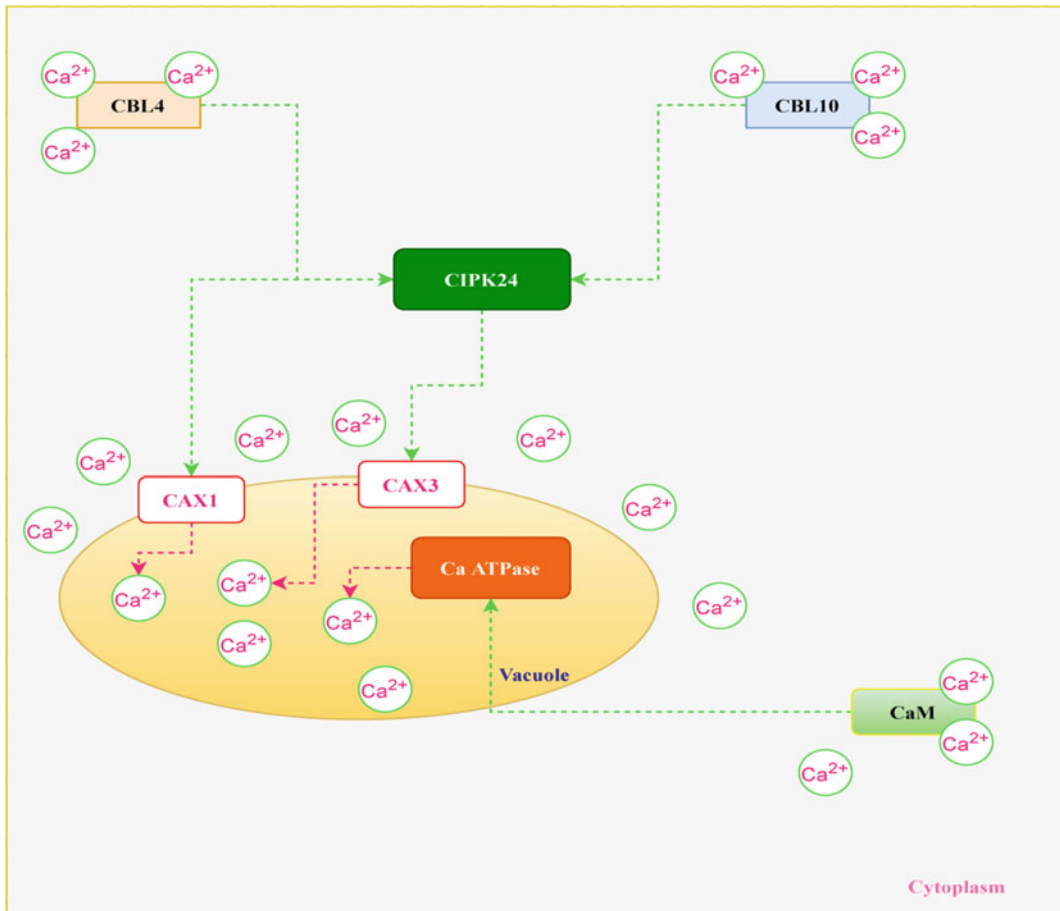 Ca2+
Ca2+
Ca2+
Ca2+
CBL4
CBL10
Ca2+
Ca2+
CIPK24
Ca2+
Ca2+
Ca2+
Ca2+
CAX1
CAX3
Ca2+
Ca2+
Ca ATPase
Ca2+
Ca2+
Ca2+
Ca2+
Ca2+
Vacuole
Ca2+
Ca2+
CaM
Ca2+
Ca2+
Cytoplasm